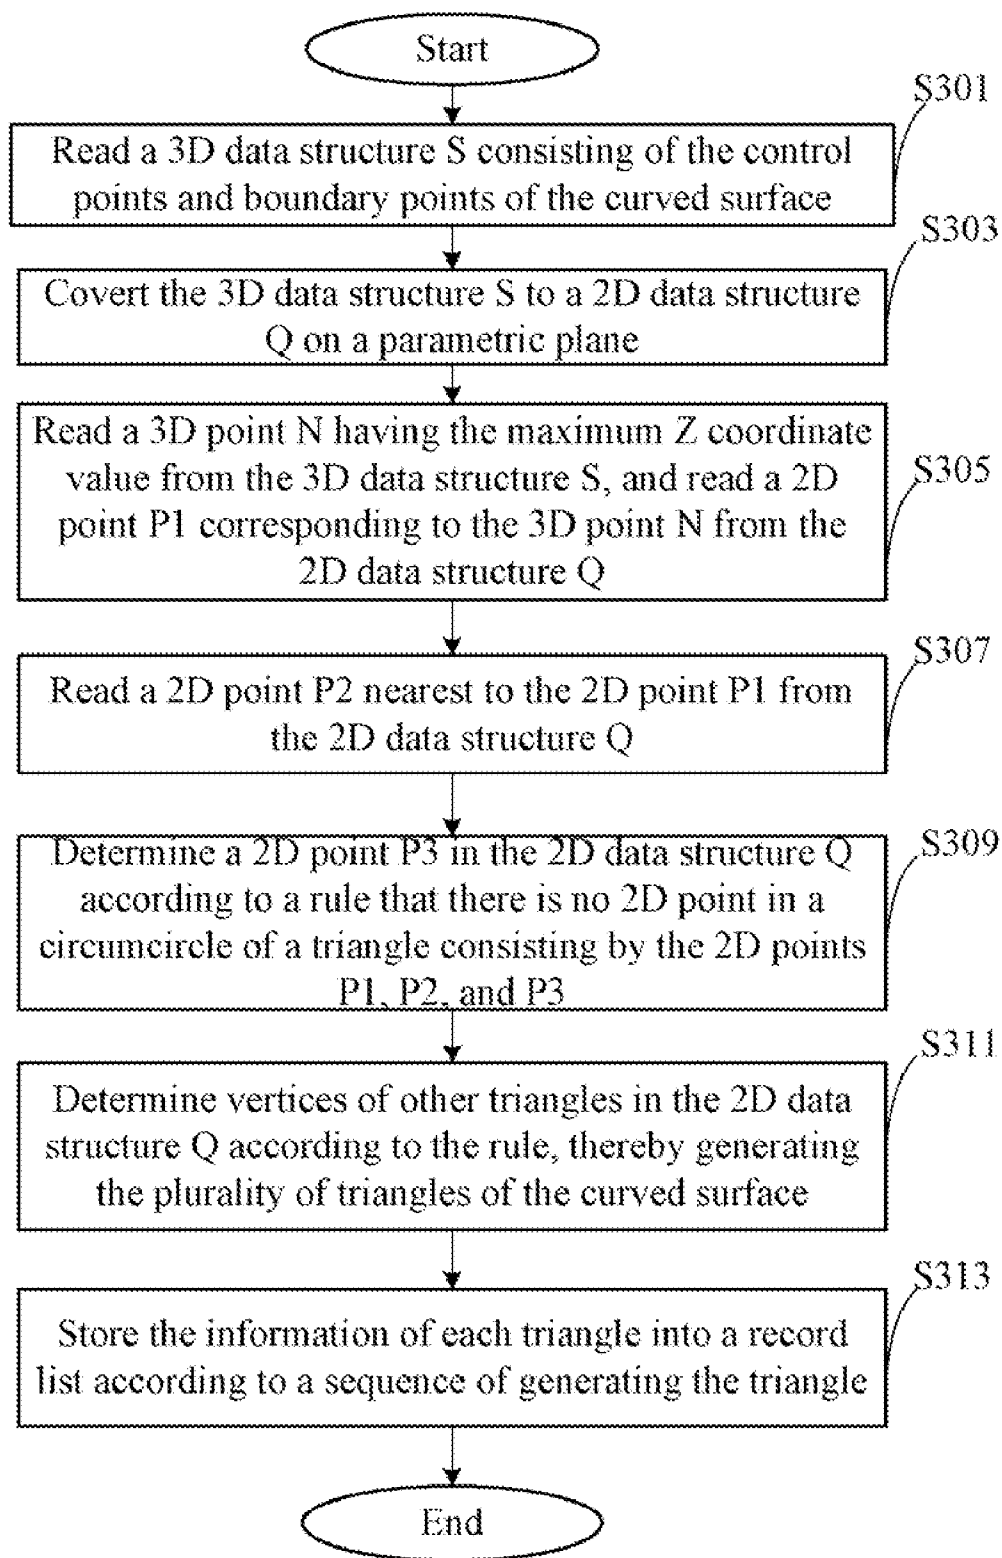 Start
S301
Read a 3D data structure S consisting of the control
points and boundary points of the curved surface
S303
Covert the 3D data structure S to a 2D data structure
Q on a parametric plane
S305
Read a 3D point N having the maximum Z coordinate
value from the 3D data structure S, and read a 2D
point P1 corresponding to the 3D point N from the
2D data structure Q
S307
Read a 2D point P2 nearest to the 2D point P1 from
the 2D data structure Q
S309
Determine a 2D point P3 in the 2D data structure Q
according to a rule that there is no 2D point in a
circumcircle of a triangle consisting by the 2D points
P1, P2, and P3
S311
Determine vertices of other triangles in the 2D data
structure Q according to the rule, thereby generating
the plurality of triangles of the curved surface
S313
Store the information of each triangle into a record
list according to a sequence of generating the triangle
End